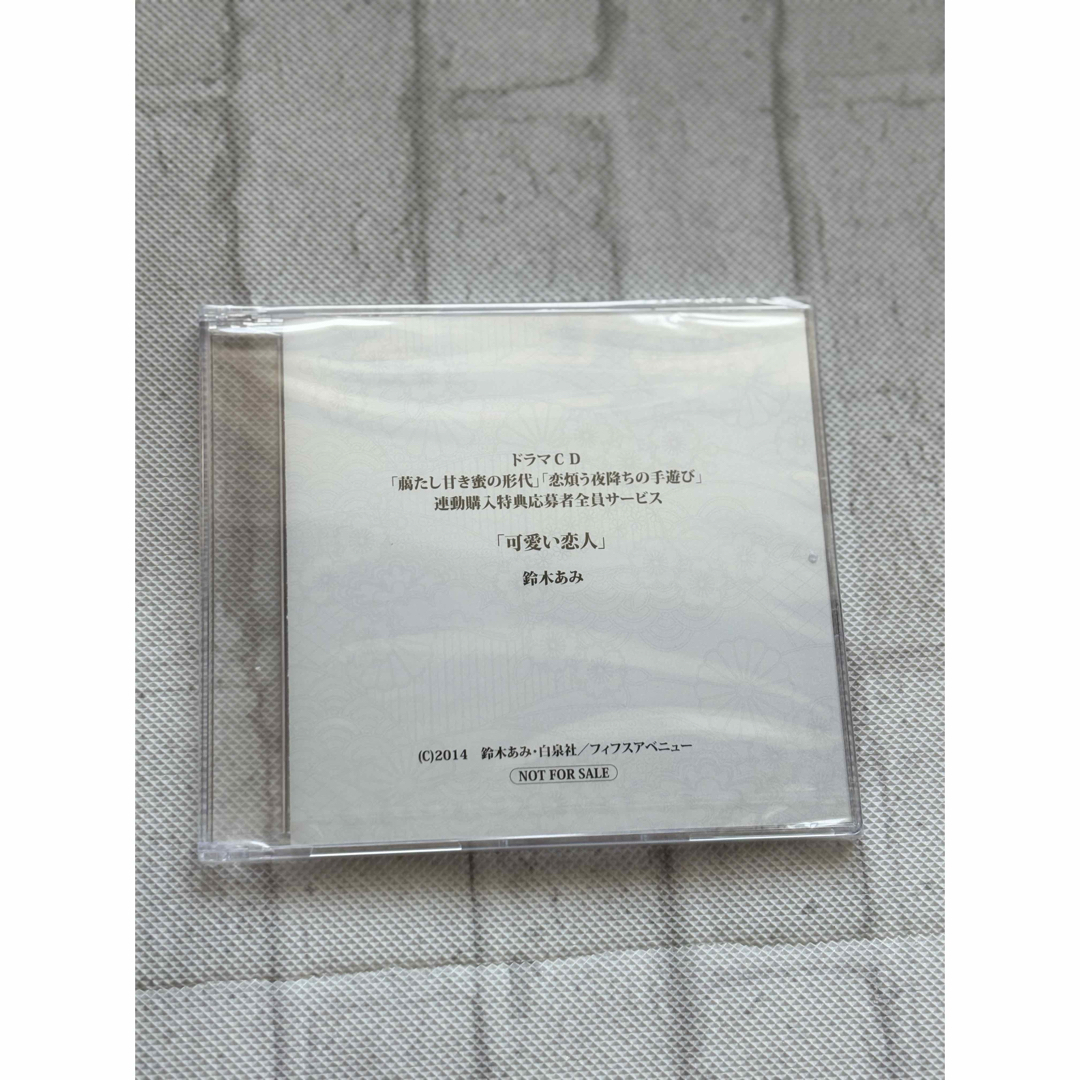 ドラマCD
「﨟たし甘き蜜の形代」「恋煩う夜降ちの手遊び」
連動購入特典応募者全員サービス
「可愛い恋人」
鈴木あみ
(C)2014 鈴木あみ・白泉社/フィフスアベニュー
NOT FOR SALE